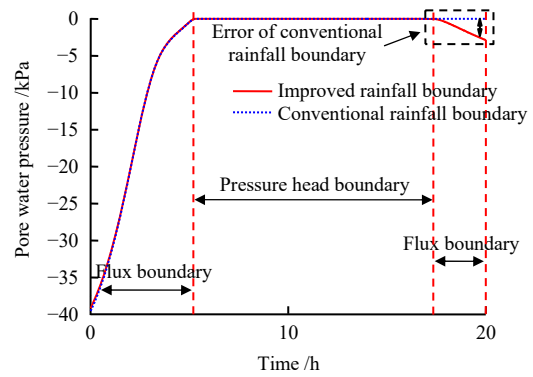 0
−5
−10
−15
−20
−25
−30
−35
−40
Pore water pressure /kPa
Error of conventional
rainfall boundary
Improved rainfall boundary
Conventional rainfall boundary
Pressure head boundary
Flux boundary
Flux boundary
0
10
20
Time /h